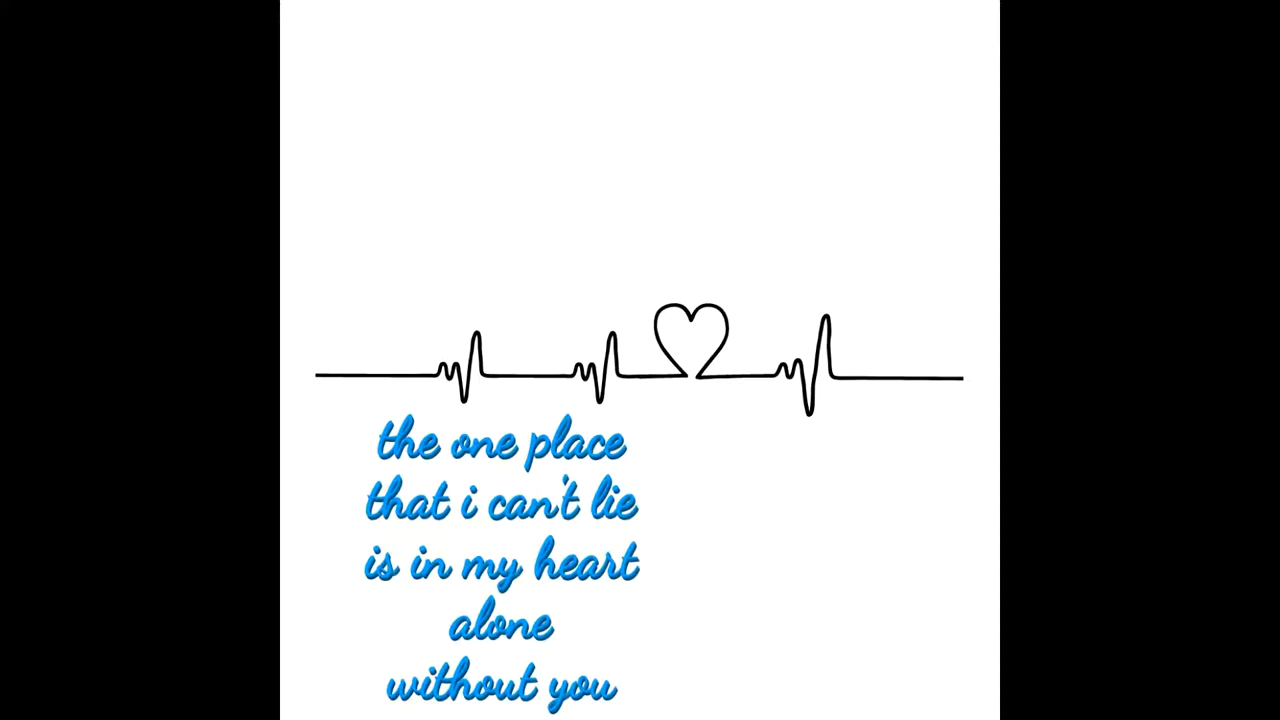 the one place
that i can't lie
is in my heart
alone
without you